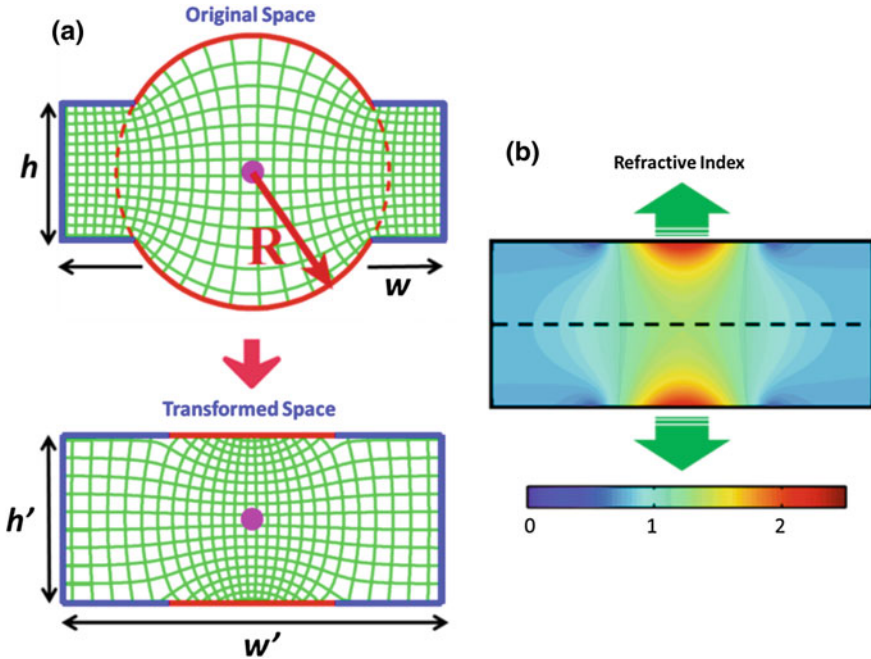 (a)
Original Space
h
R
w
Transformed Space
h’
w’
(b)
Refractive Index
0 1 2